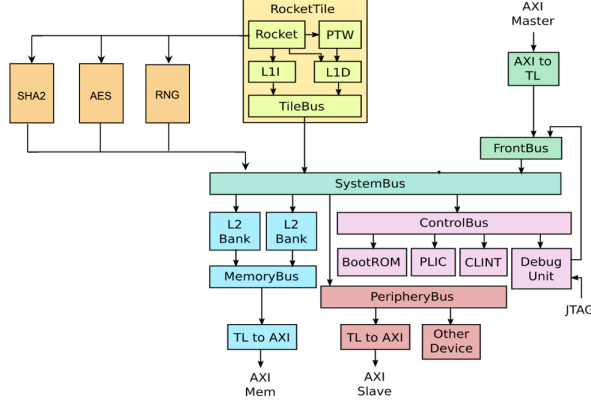 RocketTile
Rocket
PTW
L1I
L1D
TileBus
SHA2
AES
RNG
AXI
Master
AXI to
TL
FrontBus
SystemBus
L2
Bank
L2
Bank
ControlBus
BootROM
PLIC
CLINT
Debug
Unit
MemoryBus
PeripheryBus
JTAG
TL to AXI
TL to AXI
Other
Device
AXI
Mem
AXI
Slave